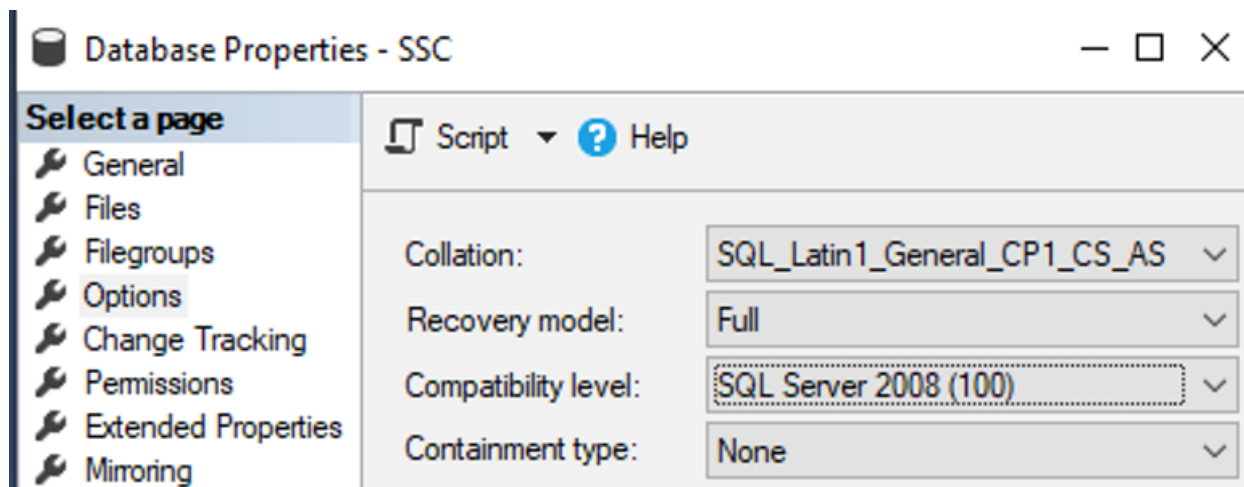 Database Properties - SSC
Select a page
General
Files
Filegroups
Options
Change Tracking
Permissions
Extended Properties
Mirroring
Script
Help
Collation: SQL_Latin1_General_CP1_CS_AS
Recovery model: Full
Compatibility level: SQL Server 2008 (100)
Containment type: None